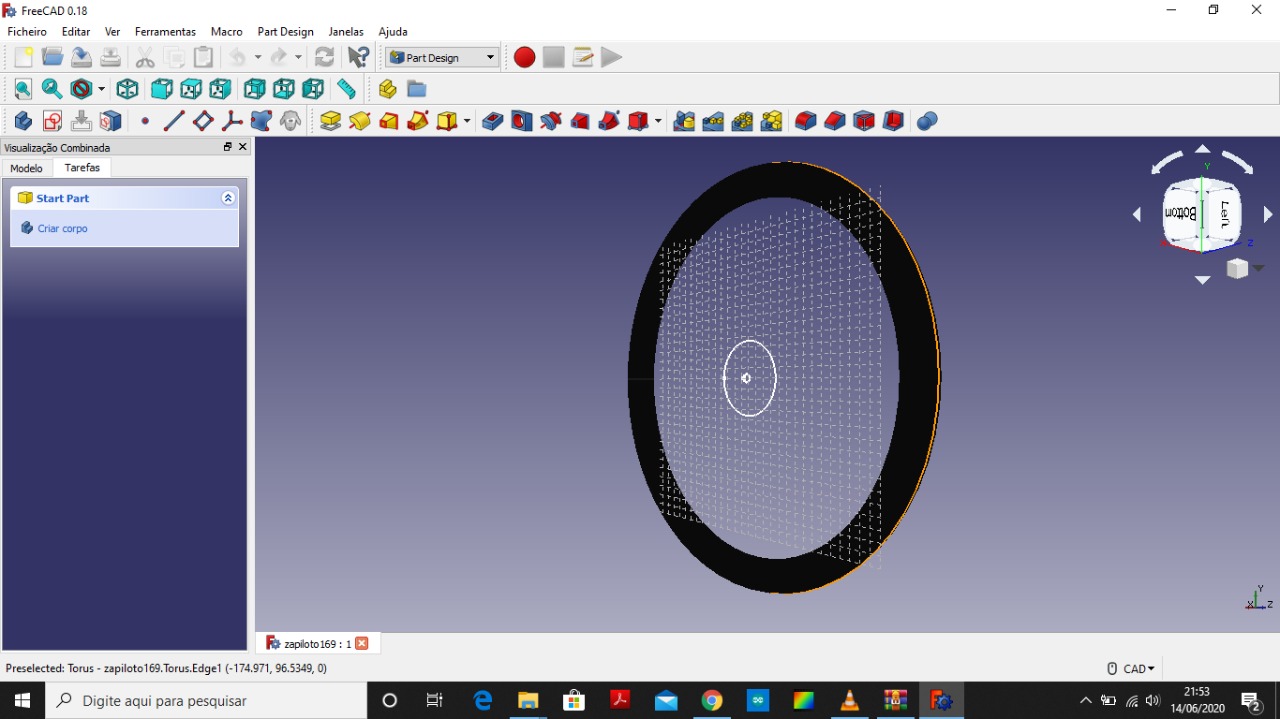 FreeCAD 0.18
Ficheiro Editar Ver Ferramentas Macro Part Design Janelas Ajuda
Part Design
Visualização Combinada
Modelo Tarefas
Start Part
Criar corpo
Y
Bottom Left
Z
Y
X Z
zapiloto169 : 1
Preselected: Torus - zapiloto169.Torus.Edge1 (-174.971, 96.5349, 0)
CAD
Digite aqui para pesquisar
21:53
14/06/2020
2